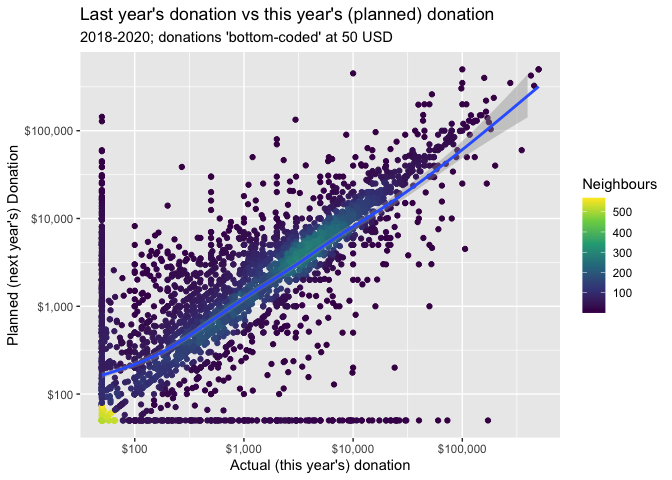 Last year's donation vs this year's (planned) donation
2018-2020; donations 'bottom-coded' at 50 USD
Planned (next year's) Donation
$100,000
$10,000
$1,000
$100
$100
$1,000
$10,000
$100,000
Actual (this year's) donation
Neighbours
500
400
300
200
100